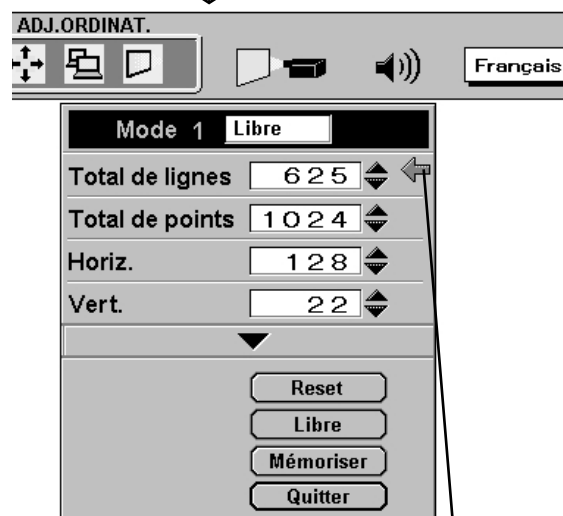 ADJ.ORDINAT.
Français
Mode 1 Libre
Total de lignes 625
Total de points 1024
Horiz. 128
Vert. 22
Reset
Libre
Mémoriser
Quitter